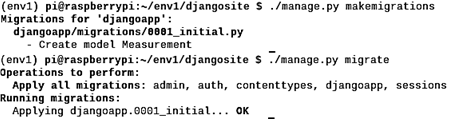 (env1) pi@raspberrypi:~/env1/djangosite $ ./manage.py makemigrations
Migrations for 'djangoapp':
  djangoapp/migrations/0001_initial.py
    - Create model Measurement
(env1) pi@raspberrypi:~/env1/djangosite $ ./manage.py migrate
Operations to perform:
  Apply all migrations: admin, auth, contenttypes, djangoapp, sessions
Running migrations:
  Applying djangoapp.0001_initial... OK